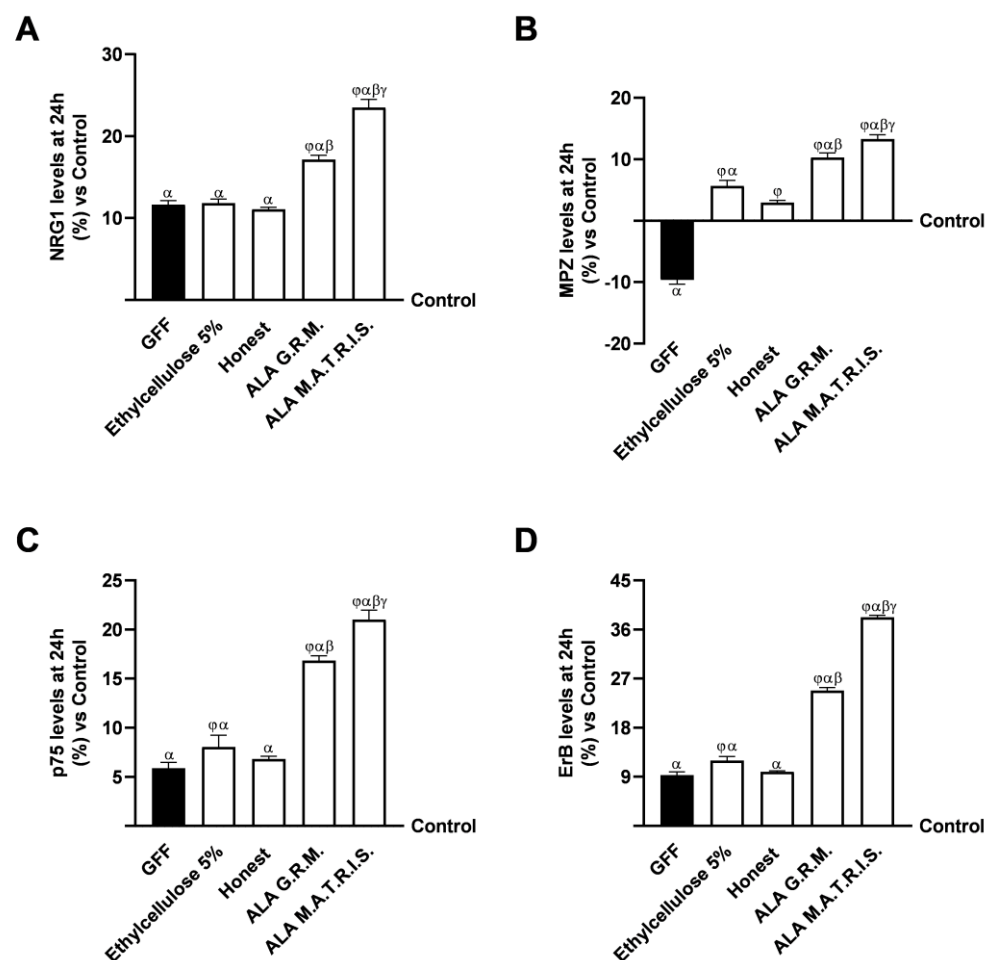 A
NRG1 levels at 24h
(%) vs Control
30
20
10
α
α
α
φαβ
φαβγ
Control
GFF
Ethylcellulose 5%
Honest
ALA G.R.M.
ALA M.A.T.R.I.S.
B
MPZ levels at 24h
(%) vs Control
20
10
-10
-20
α
φα
φ
φαβ
φαβγ
Control
GFF
Ethylcellulose 5%
Honest
ALA G.R.M.
ALA M.A.T.R.I.S.
C
p75 levels at 24h
(%) vs Control
25
20
15
10
5
α
φα
α
φαβ
φαβγ
Control
GFF
Ethylcellulose 5%
Honest
ALA G.R.M.
ALA M.A.T.R.I.S.
D
ErB levels at 24h
(%) vs Control
45
36
27
18
9
α
φα
α
φαβ
φαβγ
Control
GFF
Ethylcellulose 5%
Honest
ALA G.R.M.
ALA M.A.T.R.I.S.